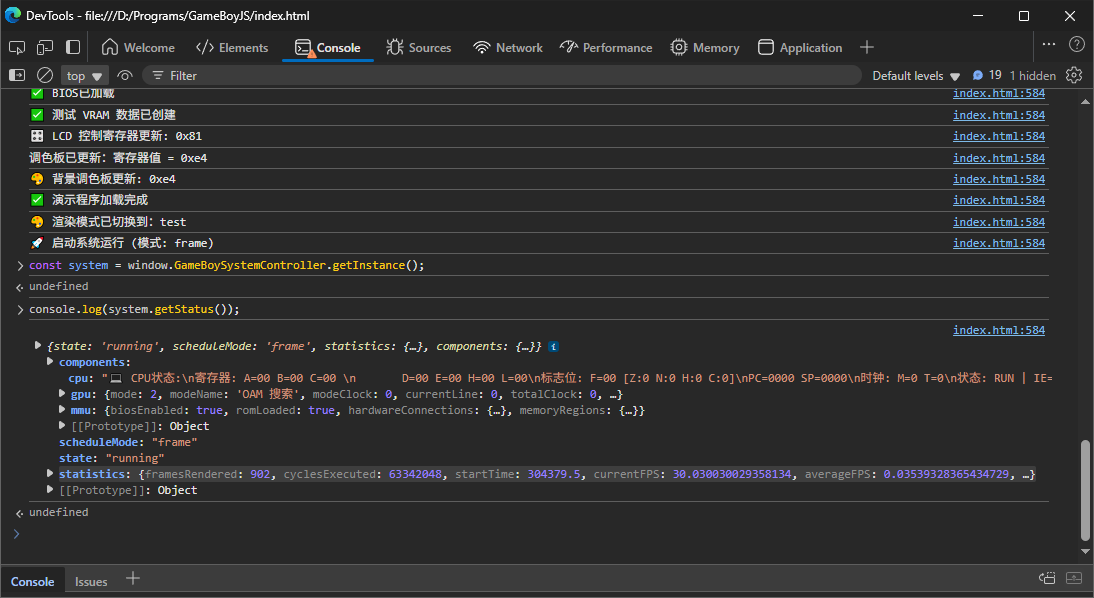 DevTools - file:///D:/Programs/GameBoyJS/index.html
Welcome Elements Console Sources Network Performance Memory Application
top Filter Default levels 19 1 hidden
BIOS已加载 index.html:584
测试 VRAM 数据已创建 index.html:584
LCD 控制寄存器更新: 0x81 index.html:584
调色板已更新: 寄存器值 = 0xe4 index.html:584
背景调色板更新: 0xe4 index.html:584
演示程序加载完成 index.html:584
渲染模式已切换到: test index.html:584
启动系统运行 (模式: frame) index.html:584
const system = window.GameBoySystemController.getInstance();
undefined
console.log(system.getStatus());
index.html:584
{state: 'running', scheduleMode: 'frame', statistics: {…}, components: {…}}
components:
cpu: "💻 CPU状态:\n寄存器: A=00 B=00 C=00 \n D=00 E=00 H=00 L=00\n标志位: F=00 [Z:0 N:0 H:0 C:0]\nPC=0000 SP=0000\n时钟: M=0 T=0\n状态: RUN | IE=
gpu: {mode: 2, modeName: 'OAM 搜索', modeClock: 0, currentLine: 0, totalClock: 0, …}
mmu: {biosEnabled: true, romLoaded: true, hardwareConnections: {…}, memoryRegions: {…}}
[[Prototype]]: Object
scheduleMode: "frame"
state: "running"
statistics: {framesRendered: 902, cyclesExecuted: 63342048, startTime: 304379.5, currentFPS: 30.030030029358134, averageFPS: 0.03539328365434729, …}
[[Prototype]]: Object
undefined
Console Issues